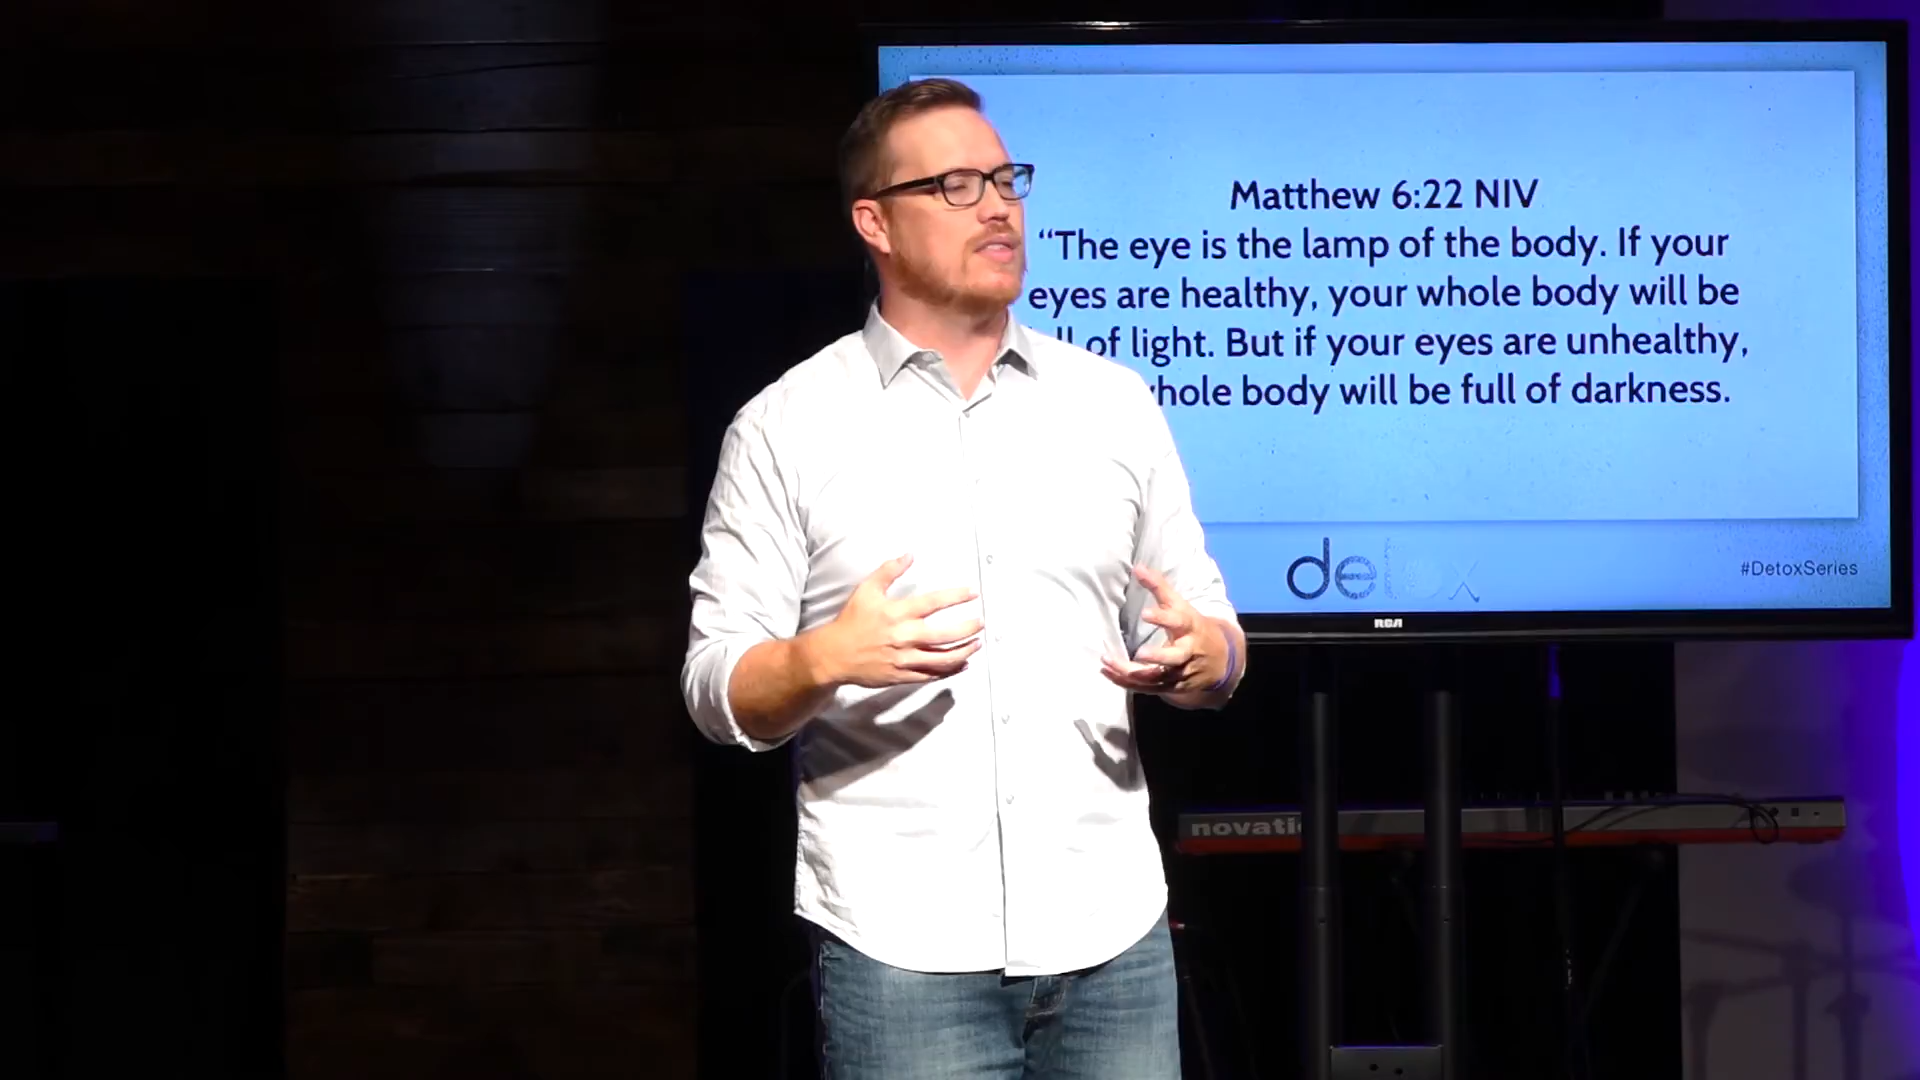 Matthew 6:22 NIV
“The eye is the lamp of the body. If your
eyes are healthy, your whole body will be
of light. But if your eyes are unhealthy,
body will be full of darkness.
detox
#DetoxSeries
RCA